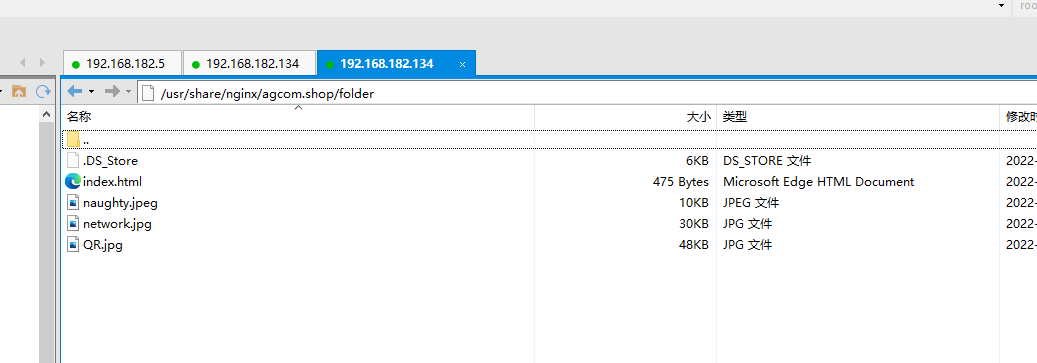 roo
192.168.182.5 192.168.182.134 192.168.182.134 ×
/usr/share/nginx/agcom.shop/folder
名称 大小 类型 修改时
..
.DS_Store 6KB DS_STORE 文件 2022-
index.html 475 Bytes Microsoft Edge HTML Document 2022-
naughty.jpeg 10KB JPEG 文件 2022-
network.jpg 30KB JPG 文件 2022-
QR.jpg 48KB JPG 文件 2022-